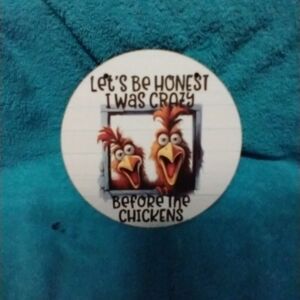 Let's Be Honest
I Was Crazy
Before the
Chickens